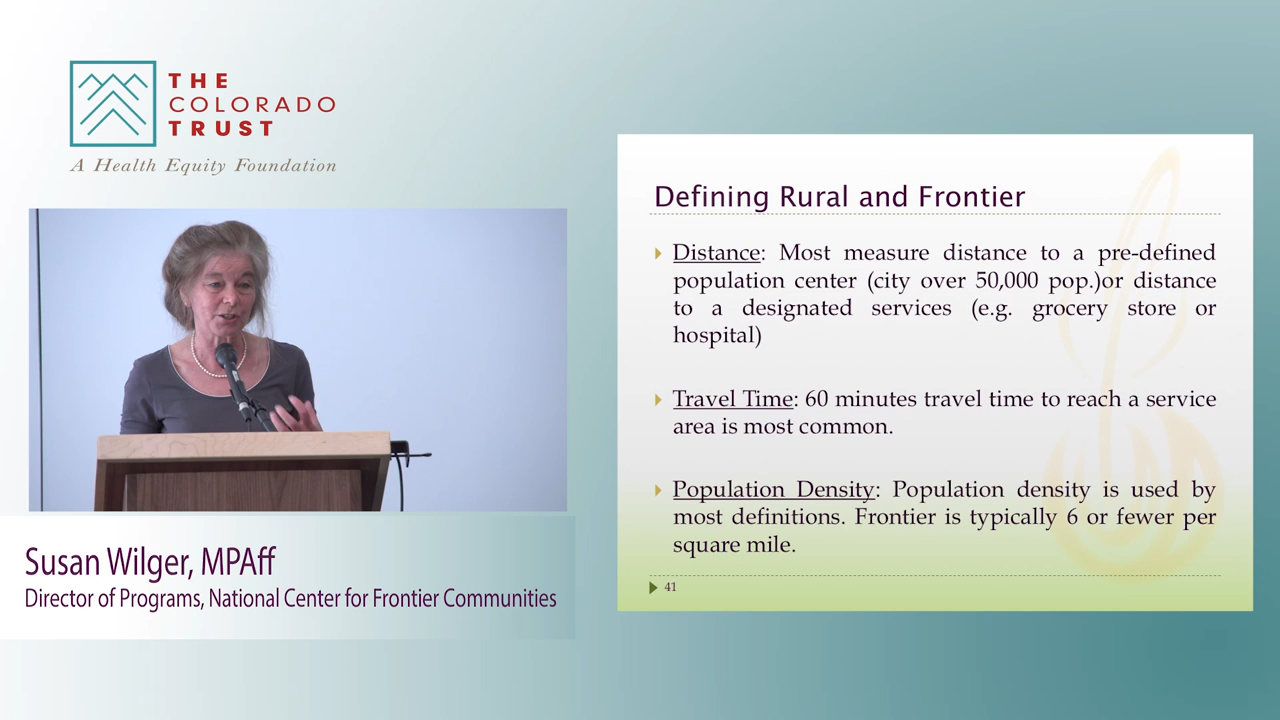 THE
COLORADO
TRUST
A Health Equity Foundation
Susan Wilger, MPAff
Director of Programs, National Center for Frontier Communities
Defining Rural and Frontier
Distance: Most measure distance to a pre-defined
population center (city over 50,000 pop.)or distance
to a designated services (e.g. grocery store or
hospital)
Travel Time: 60 minutes travel time to reach a service
area is most common.
Population Density: Population density is used by
most definitions. Frontier is typically 6 or fewer per
square mile.
41